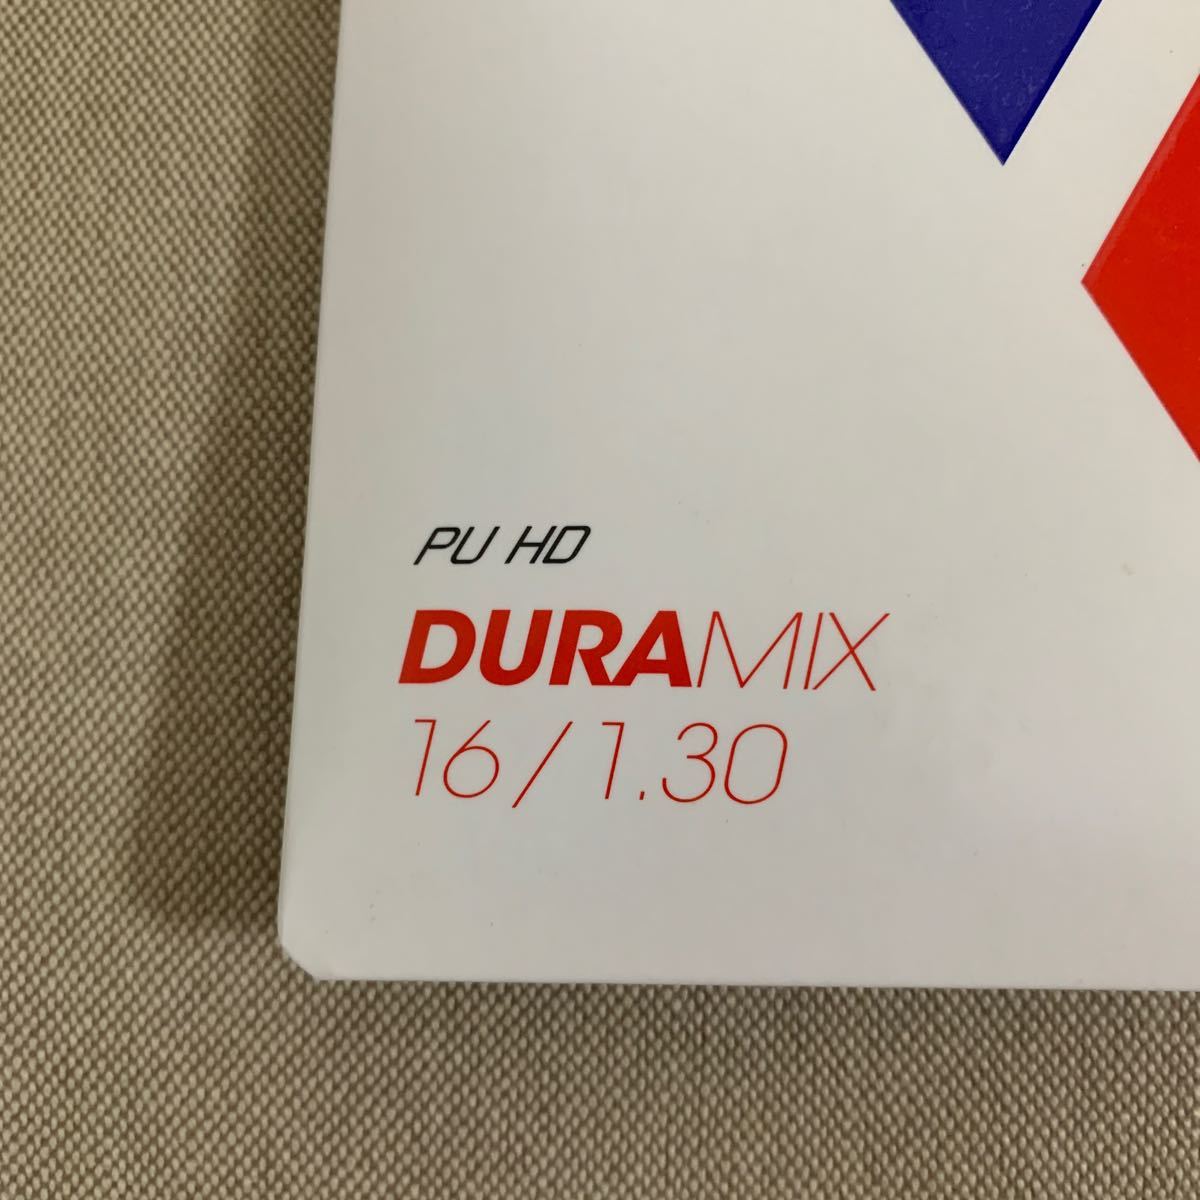 PU HD
DURAMIX
16/1.30